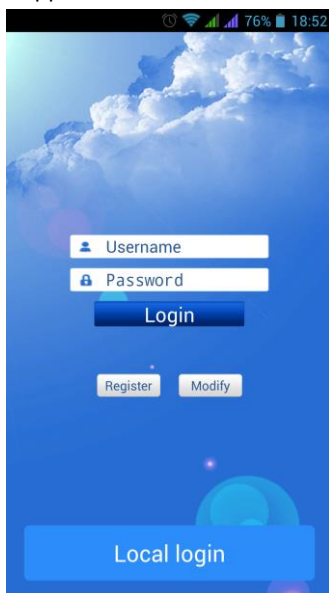 76% 18:52
Username
Password
Login
Register Modify
Local login